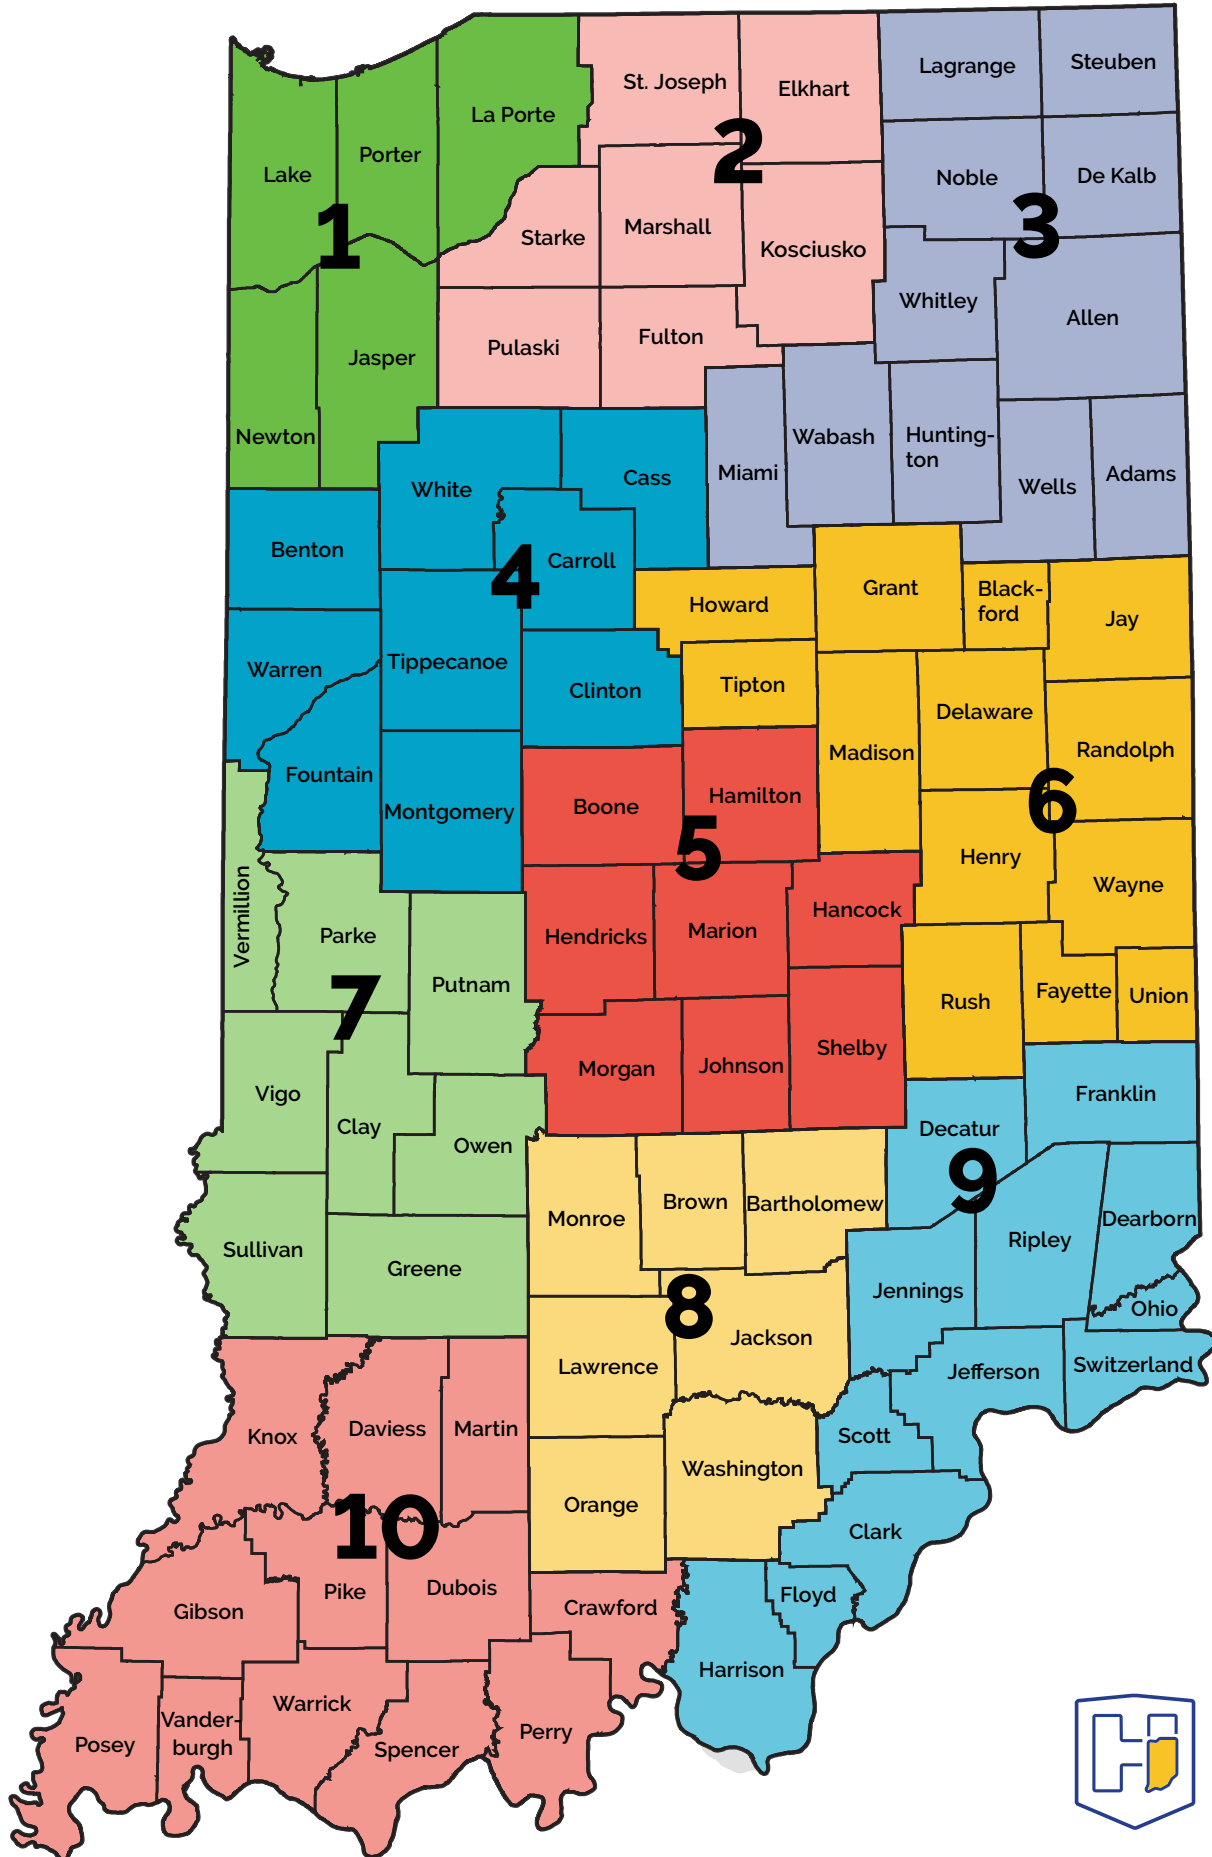 St. Joseph
Elkhart
Lagrange
Steuben
La Porte
Porter
Lake
2
Noble
De Kalb
1
Starke
Marshall
Kosciusko
3
Whitley
Allen
Jasper
Pulaski
Fulton
Newton
White
Cass
Miami
Wabash
Hunting-
ton
Wells
Adams
Benton
4
Carroll
Howard
Grant
Black-
ford
Jay
Warren
Tippecanoe
Clinton
Tipton
Delaware
Madison
Randolph
Fountain
Montgomery
Boone
Hamilton
6
5
Henry
Wayne
Vermillion
Parke
Hendricks
Marion
Hancock
7
Putnam
Rush
Fayette
Union
Morgan
Johnson
Shelby
Vigo
Clay
Owen
Franklin
Decatur
9
Monroe
Brown
Bartholomew
Dearborn
Sullivan
Greene
Ripley
8
Jennings
Ohio
Lawrence
Jackson
Jefferson
Switzerland
Knox
Daviess
Martin
Scott
Washington
10
Orange
Clark
Gibson
Pike
Dubois
Crawford
Floyd
Harrison
Posey
Vander-
burgh
Warrick
Spencer
Perry